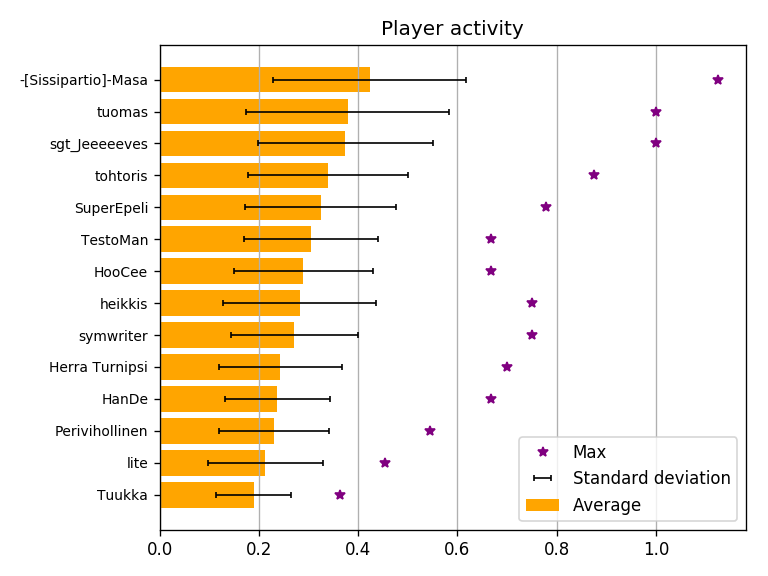 Player activity
-[Sissipartio]-Masa
tuomas
sgt_Jeeeeeves
tohtoris
SuperEpeli
TestoMan
HooCee
heikkis
symwriter
Herra Turnipsi
HanDe
Perivihollinen
lite
Tuukka
Max
Standard deviation
Average
0.0 0.2 0.4 0.6 0.8 1.0